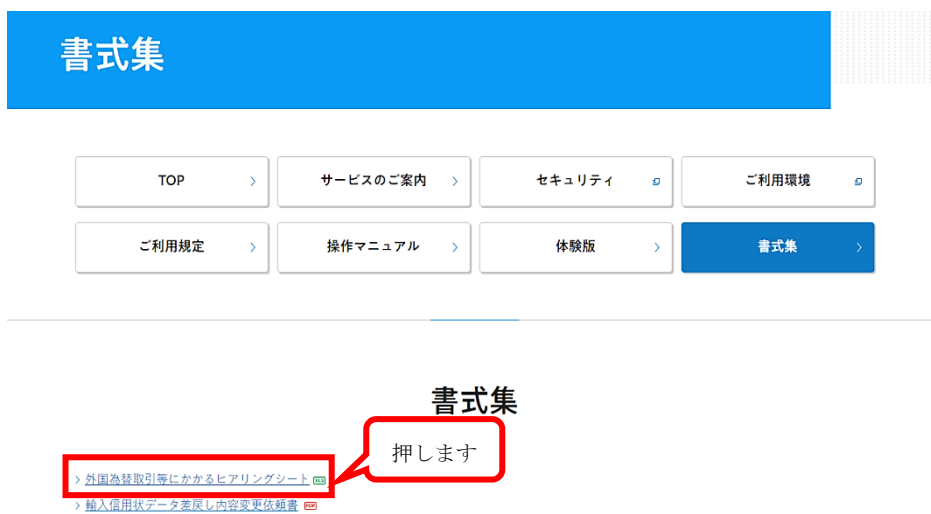 書式集
TOP
サービスのご案内
セキュリティ
ご利用環境
ご利用規定
操作マニュアル
体験版
書式集
書式集
押します
外国為替取引等にかかるヒアリングシート XLS
輸入信用状データ差戻し内容変更依頼書 PDF